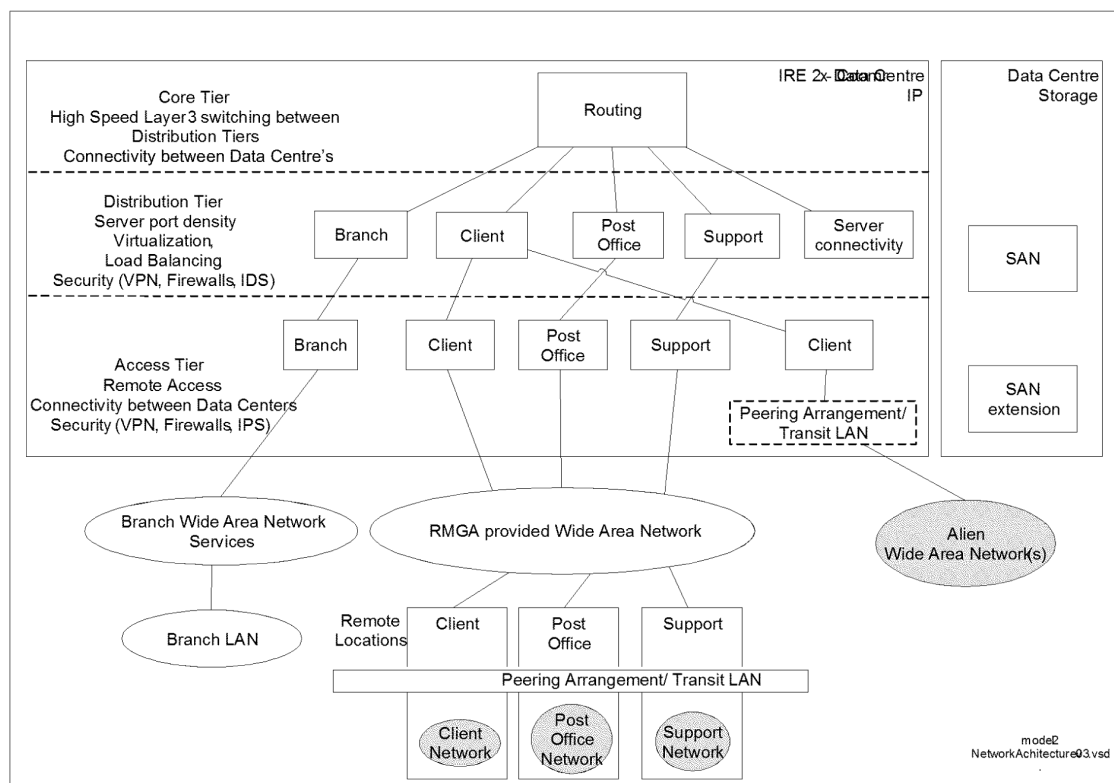 IRE 2x Data Centre
IP
Data Centre
Storage
Core Tier
High Speed Layer3 switching between
Distribution Tiers
Connectivity between Data Centre's
Routing
Distribution Tier
Server port density
Virtualization,
Load Balancing
Security (VPN, Firewalls, IDS)
Branch
Client
Post
Office
Support
Server
connectivity
SAN
Access Tier
Remote Access
Connectivity between Data Centers
Security (VPN, Firewalls, IPS)
Branch
Client
Post
Office
Support
Client
Peering Arrangement/
Transit LAN
SAN
extension
Branch Wide Area Network
Services
RMGA provided Wide Area Network
Alien
Wide Area Network(s)
Branch LAN
Remote
Locations
Client
Post
Office
Support
Peering Arrangement/ Transit LAN
Client
Network
Post
Office
Network
Support
Network
model2
NetworkAchitecture03.vsd